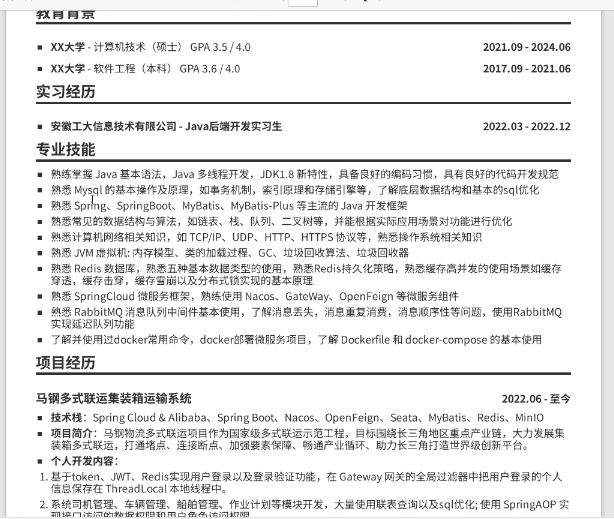 教育背景
XX大学 - 计算机技术（硕士） GPA 3.5 / 4.0 2021.09 - 2024.06
XX大学 - 软件工程（本科） GPA 3.6 / 4.0 2017.09 - 2021.06
实习经历
安徽工大信息技术有限公司 - Java后端开发实习生 2022.03 - 2022.12
专业技能
熟练掌握 Java 基本语法，Java 多线程开发，JDK1.8 新特性，具备良好的编码习惯，具有良好的代码开发规范
熟悉 Mysql 的基本操作及原理，如事务机制，索引原理和存储引擎等，了解底层数据结构和基本的sql优化
熟悉 Spring、SpringBoot、MyBatis、MyBatis-Plus 等主流的 Java 开发框架
熟悉常见的数据结构与算法，如链表、栈、队列、二叉树等，并能根据实际应用场景对功能进行优化
熟悉计算机网络相关知识，如 TCP/IP、UDP、HTTP、HTTPS 协议等，熟悉操作系统相关知识
熟悉 JVM 虚拟机: 内存模型、类的加载过程、GC、垃圾回收算法、垃圾回收器
熟悉 Redis 数据库，熟悉五种基本数据类型的使用，熟悉Redis持久化策略，熟悉缓存高并发的使用场景如缓存
穿透，缓存击穿，缓存雪崩以及分布式锁实现的基本原理
熟悉 SpringCloud 微服务框架，熟练使用 Nacos、GateWay、OpenFeign 等微服务组件
熟悉 RabbitMQ 消息队列中间件基本使用，了解消息丢失，消息重复消费，消息顺序性等问题，使用RabbitMQ
实现延迟队列功能
了解并使用过docker常用命令，docker部署微服务项目，了解 Dockerfile 和 docker-compose 的基本使用
项目经历
马钢多式联运集装箱运输系统 2022.06 - 至今
技术栈：Spring Cloud & Alibaba、Spring Boot、Nacos、OpenFeign、Seata、MyBatis、Redis、MinIO
项目简介：马钢物流多式联运项目作为国家级多式联运示范工程，目标围绕长三角地区重点产业链，大力发展集
装箱多式联运，打通堵点、连接断点、加强要素保障、畅通产业循环、助力长三角打造世界级创新平台。
个人开发内容：
1. 基于token、JWT、Redis实现用户登录以及登录验证功能，在 Gateway 网关的全局过滤器中把用户登录的个人
信息保存在 ThreadLocal 本地线程中。
2. 系统司机管理、车辆管理、船舶管理、作业计划等模块开发，大量使用联表查询以及sql优化; 使用 SpringAOP 实
现接口访问的数据权限和用户角色访问权限